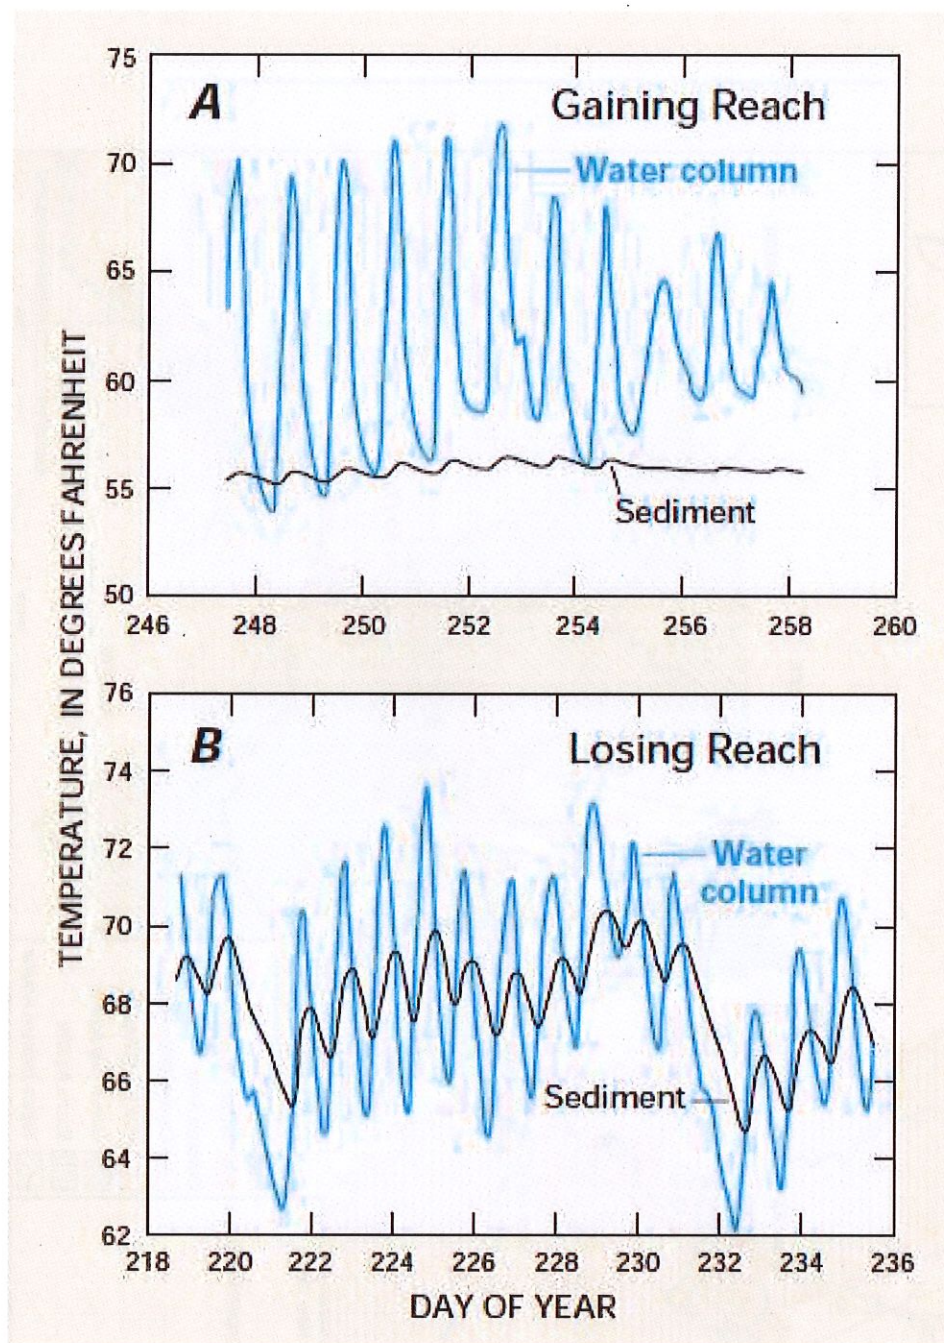 TEMPERATURE, IN DEGREES FAHRENHEIT
A
Gaining Reach
75
70
65
60
55
50
Water column
Sediment
246 248 250 252 254 256 258 260
B
Losing Reach
76
74
72
70
68
66
64
62
Water
column
Sediment
218 220 222 224 226 228 230 232 234 236
DAY OF YEAR